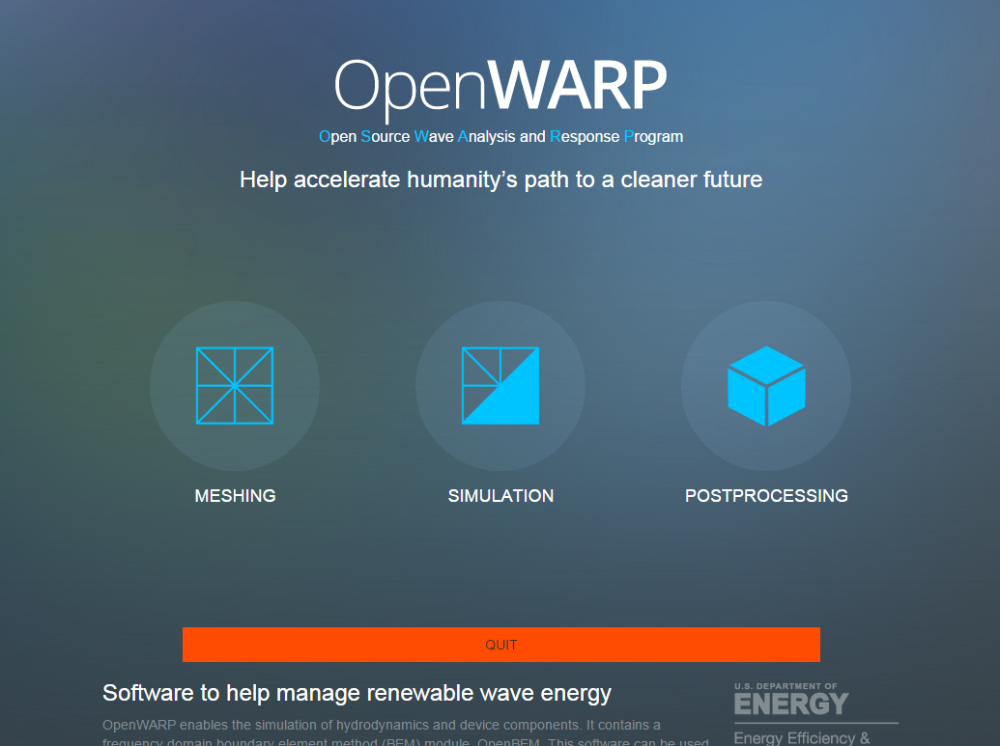 OpenWARP
Open Source Wave Analysis and Response Program
Help accelerate humanity’s path to a cleaner future
MESHING
SIMULATION
POSTPROCESSING
QUIT
Software to help manage renewable wave energy
OpenWARP enables the simulation of hydrodynamics and device components. It contains a
frequency domain boundary element method (BEM) module, OpenBEM. This software can be used
U.S. DEPARTMENT OF
ENERGY
Energy Efficiency &